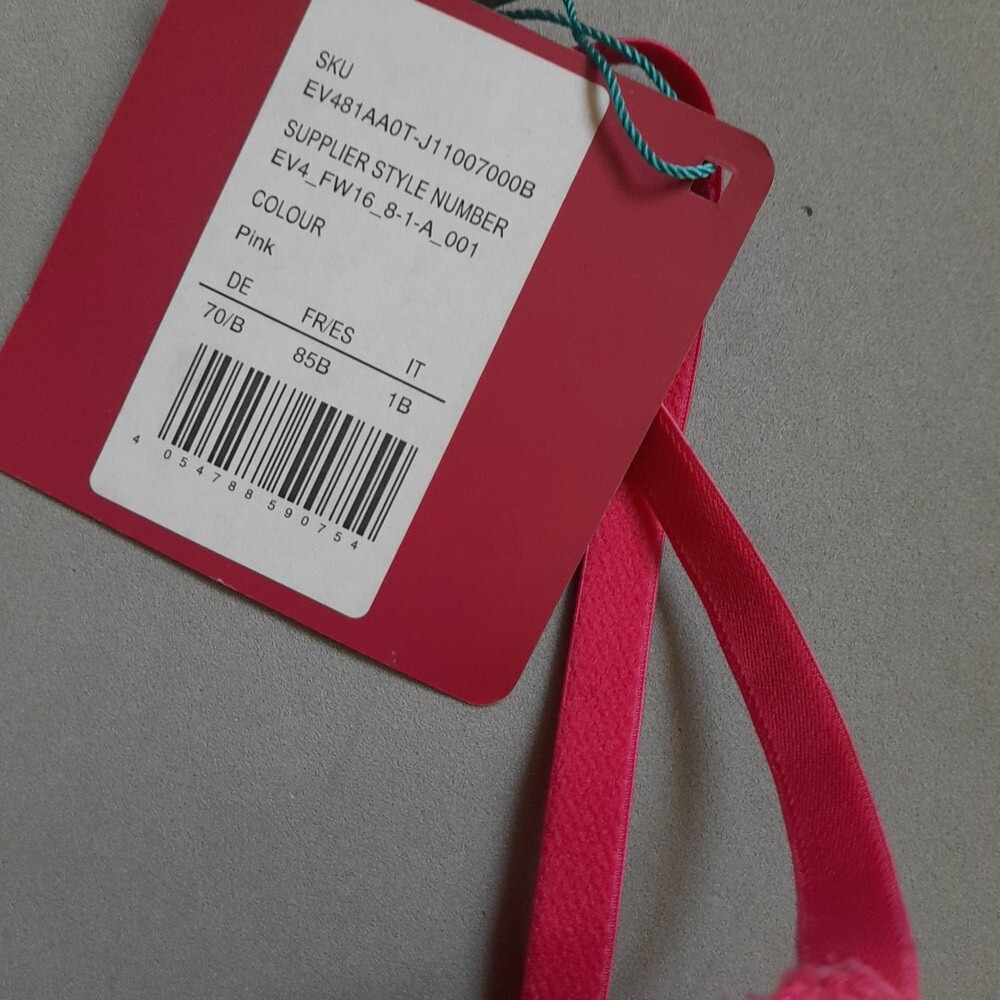 SKU
EV481AA0T-J11007000B
SUPPLIER STYLE NUMBER
EV4_FW16_8-1-A_001
COLOUR
Pink
DE FR/ES IT
70/B 85B 1B
4 054788 590754